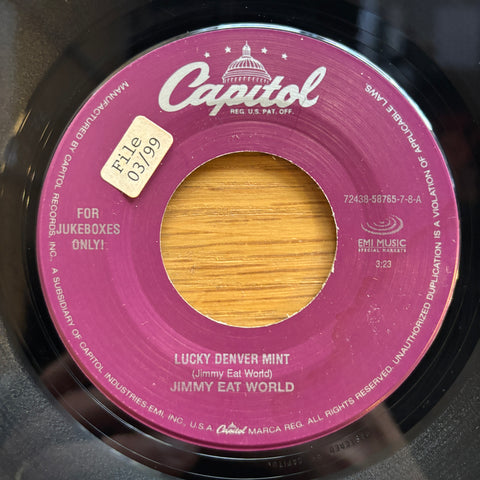 Capitol
REG. U.S. PAT. OFF.
File
03/99
FOR
JUKEBOXES
ONLY!
72438-58765-7-8-A
EMI MUSIC
SPECIAL MARKETS
3:23
LUCKY DENVER MINT
(Jimmy Eat World)
JIMMY EAT WORLD
MANUFACTURED BY CAPITOL RECORDS, INC., A SUBSIDIARY OF CAPITOL INDUSTRIES-EMI, INC., U.S.A. Capitol MARCA REG. ALL RIGHTS RESERVED. UNAUTHORIZED DUPLICATION IS A VIOLATION OF APPLICABLE LAWS.